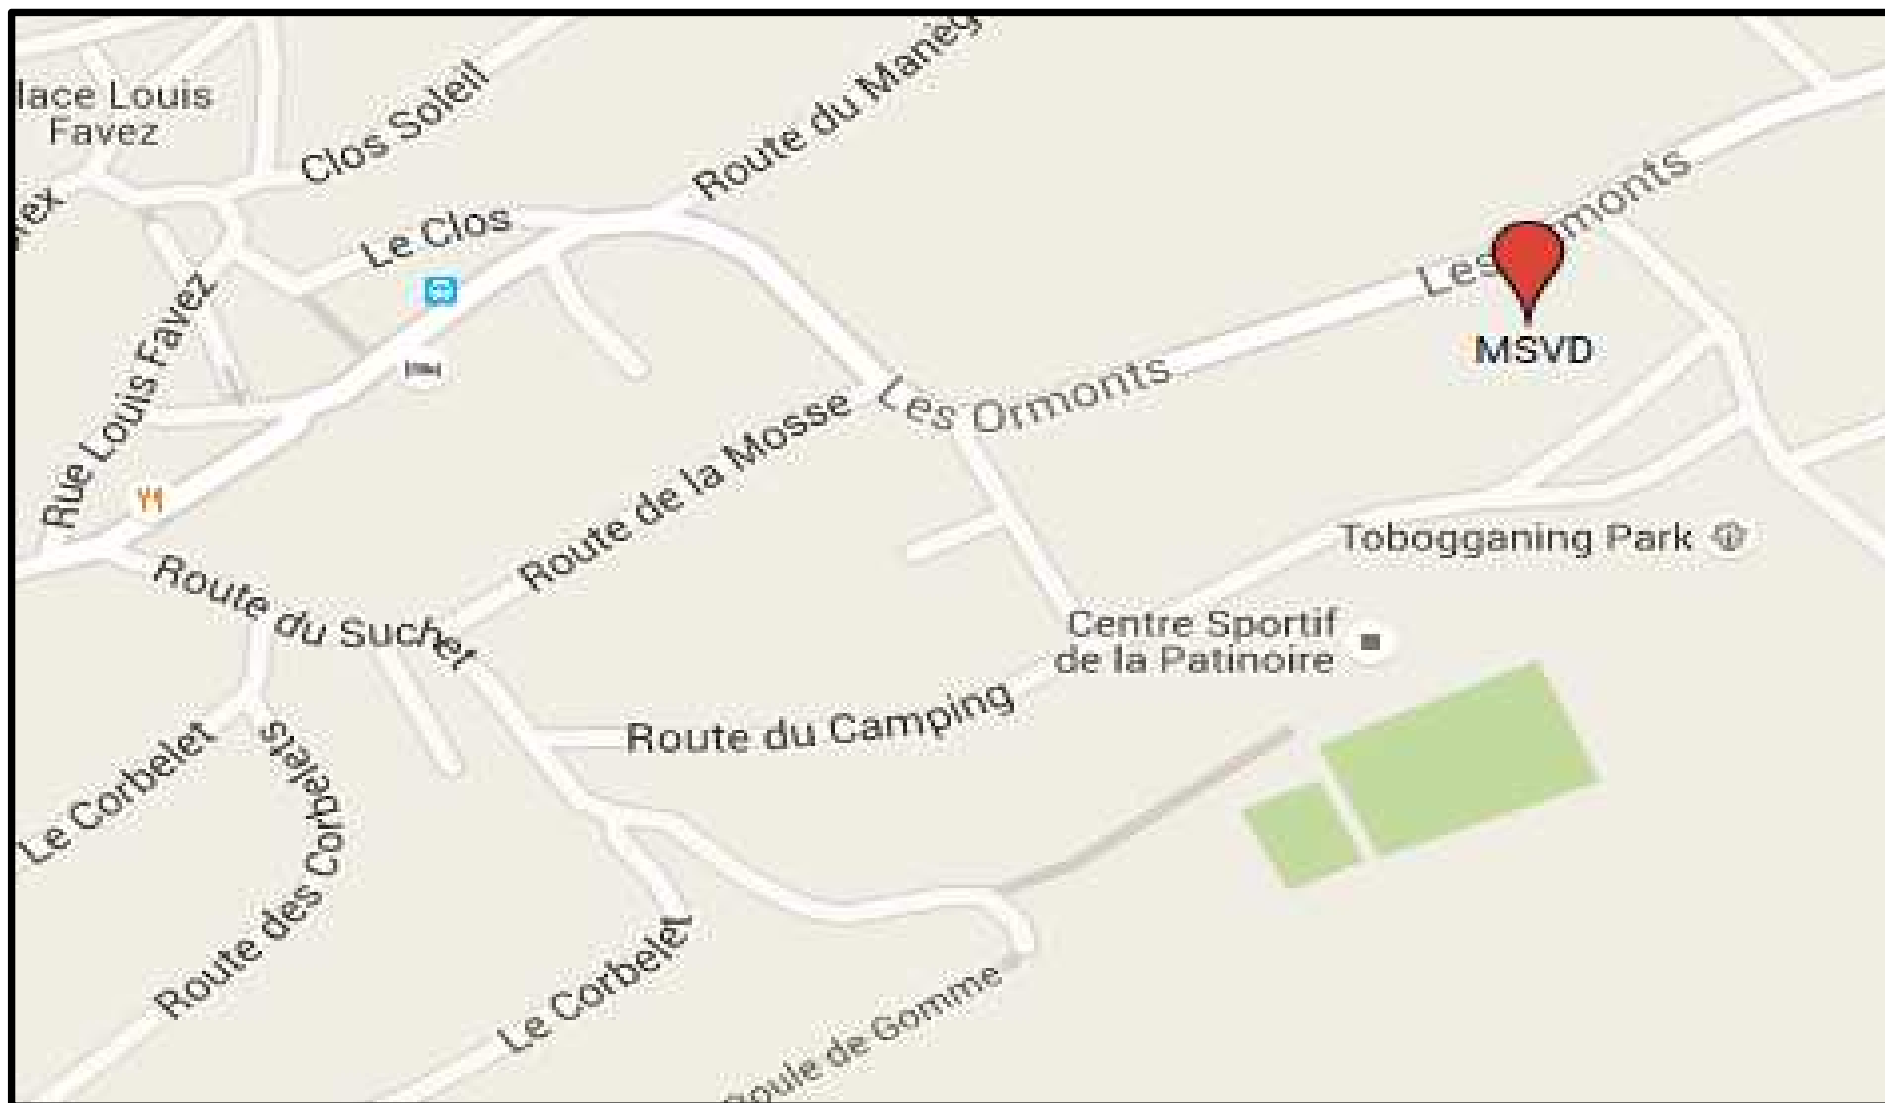 lace Louis
Favez
Clos Soleil
Route du Maneg
Le Clos
Les Ormonts
MSVD
Rue Louis Favez
Les Ormonts
Route de la Mosse
Tobogganing Park
Route du Suchet
Centre Sportif
de la Patinoire
Route du Camping
Le Corbelet
Route des Corbelets
Le Corbelet
de Gomme